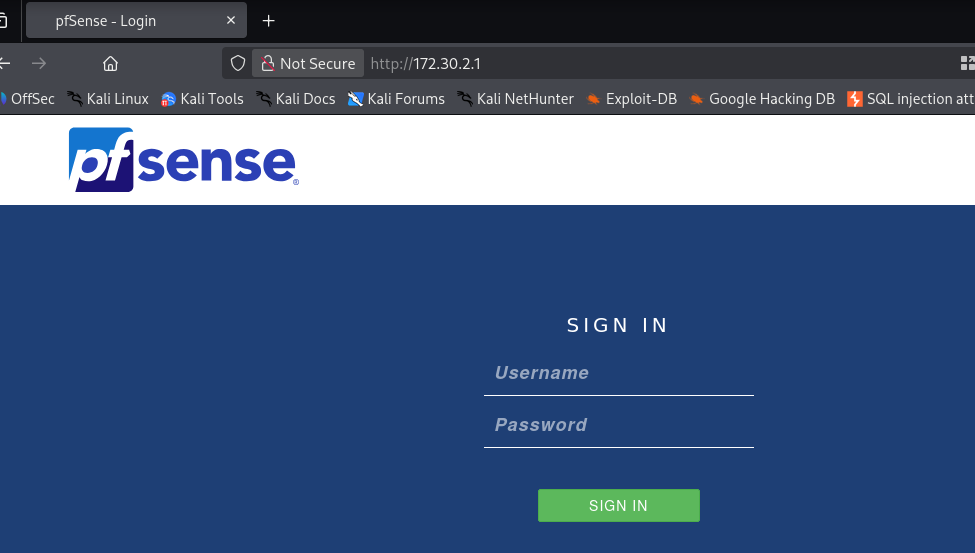 pfSense - Login
Not Secure http://172.30.2.1
OffSec Kali Linux Kali Tools Kali Docs Kali Forums Kali NetHunter Exploit-DB Google Hacking DB SQL injection att
pfsense®
SIGN IN
Username
Password
SIGN IN